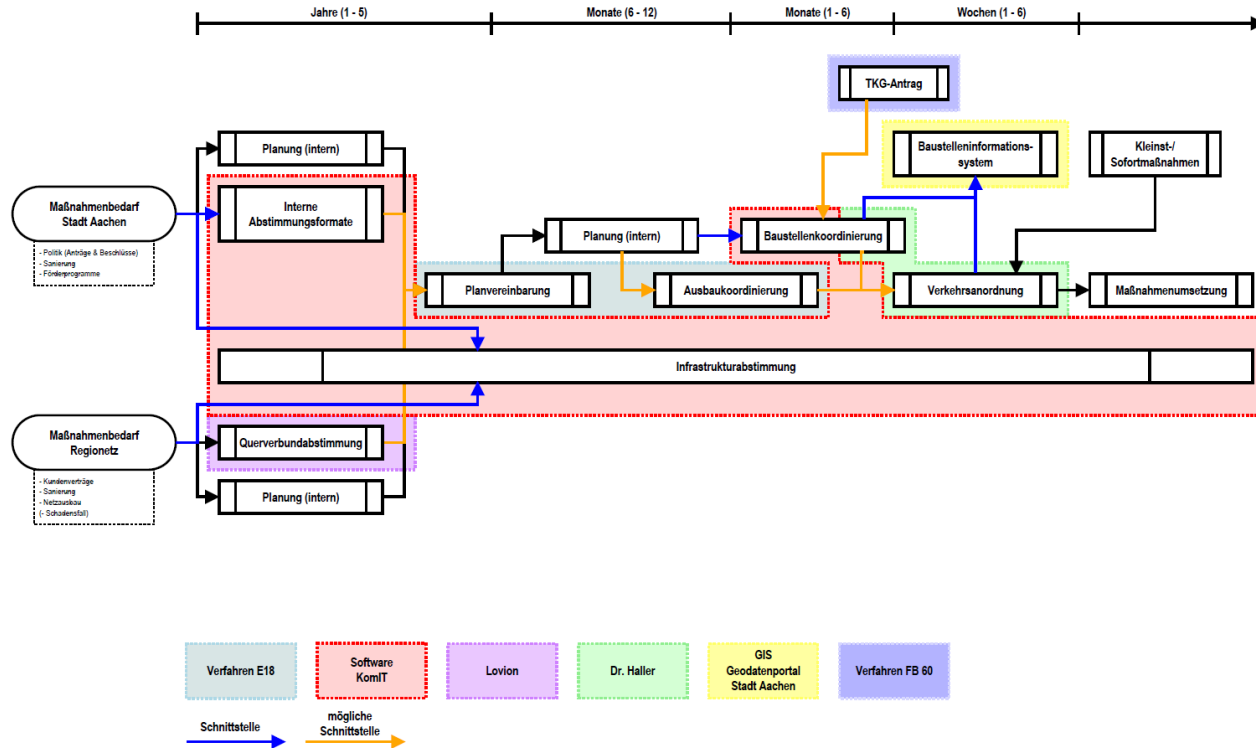 Jahre (1 - 5)
Monate (6 - 12)
Monate (1 - 6)
Wochen (1 - 6)
TKG-Antrag
Planung (intern)
Baustelleninformations-
system
Kleinst-/
Sofortmaßnahmen
Maßnahmenbedarf
Stadt Aachen
- Politik (Anträge & Beschlüsse)
- Sanierung
- Förderprogramme
Interne
Abstimmungsformate
Planung (intern)
Baustellenkoordinierung
Planvereinbarung
Ausbaukoordinierung
Verkehrsanordnung
Maßnahmenumsetzung
Infrastrukturabstimmung
Maßnahmenbedarf
Regionetz
- Kundenverträge
- Sanierung
- Netzausbau
(- Schadensfall)
Querverbundabstimmung
Planung (intern)
Verfahren E18
Software
KomIT
Lovion
Dr. Haller
GIS
Geodatenportal
Stadt Aachen
Verfahren FB 60
Schnittstelle
mögliche
Schnittstelle